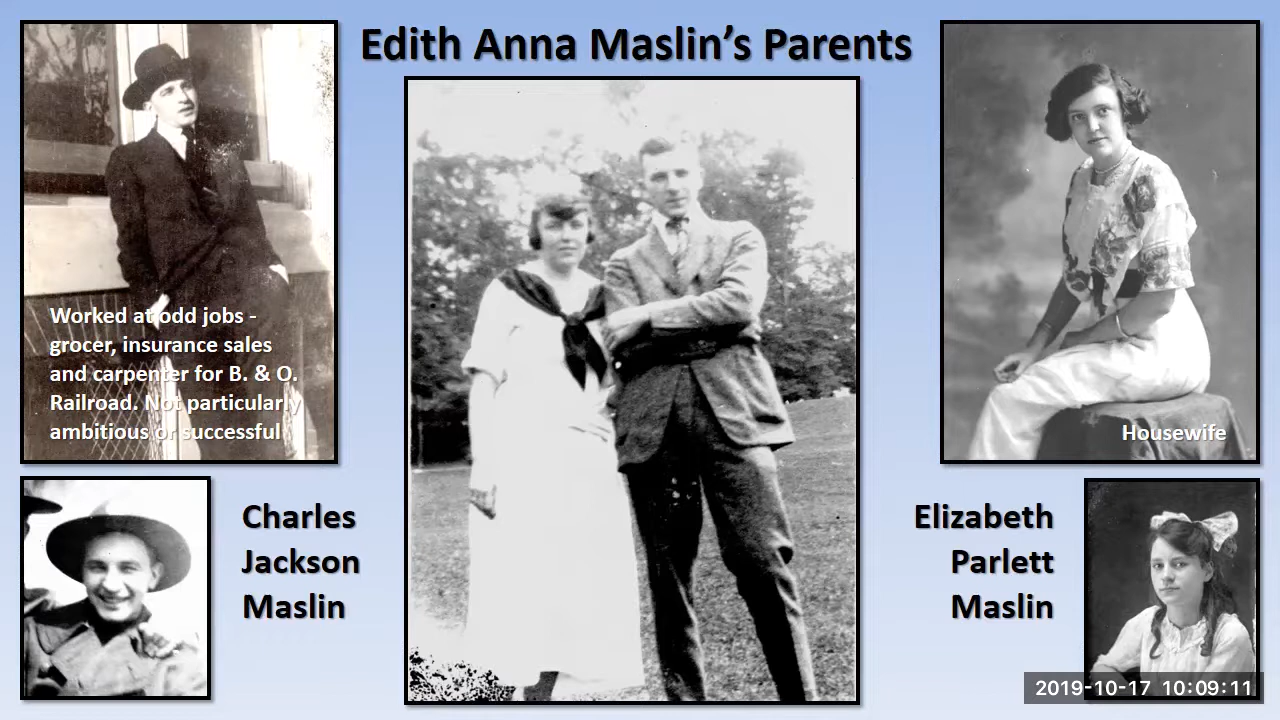 Edith Anna Maslin’s Parents
Worked at odd jobs -
grocer, insurance sales
and carpenter for B. & O.
Railroad. Not particularly
ambitious or successful
Housewife
Charles
Jackson
Maslin
Elizabeth
Parlett
Maslin
2019-10-17 10:09:11